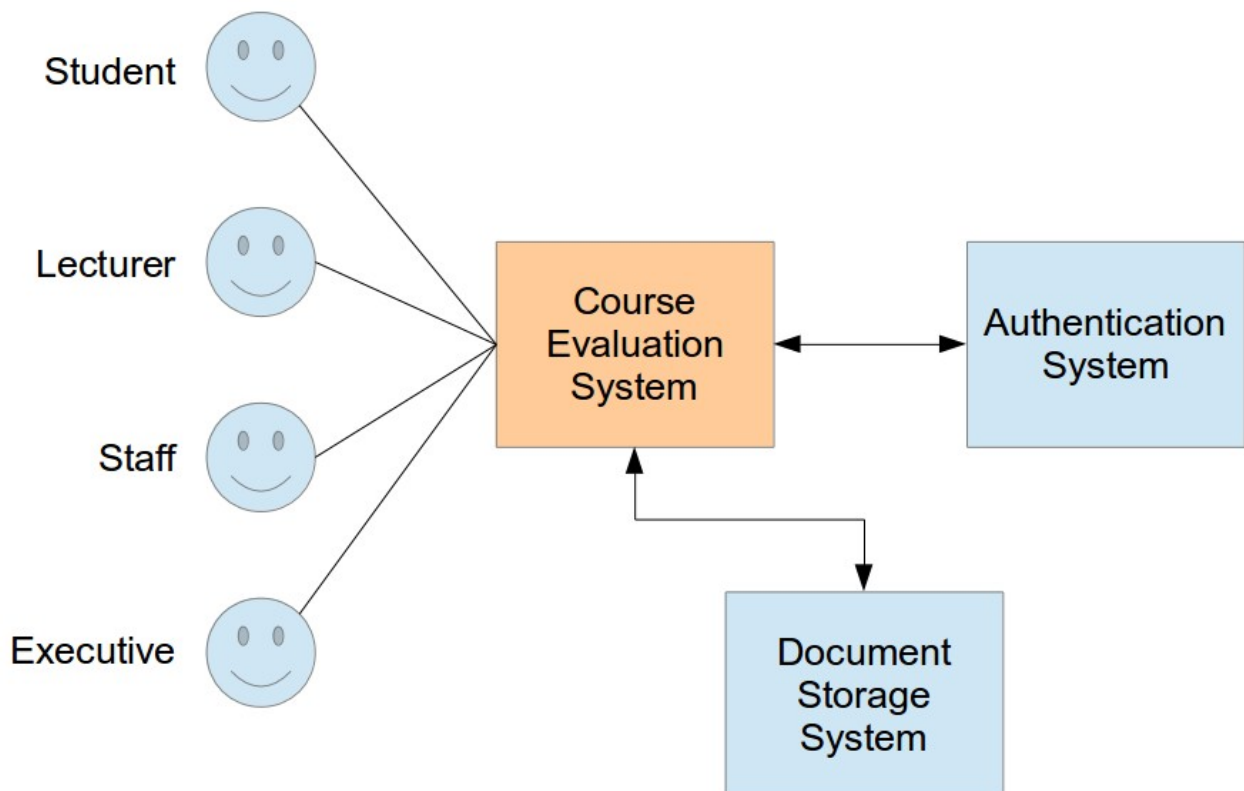 Student
Lecturer
Staff
Executive
Course
Evaluation
System
Authentication
System
Document
Storage
System